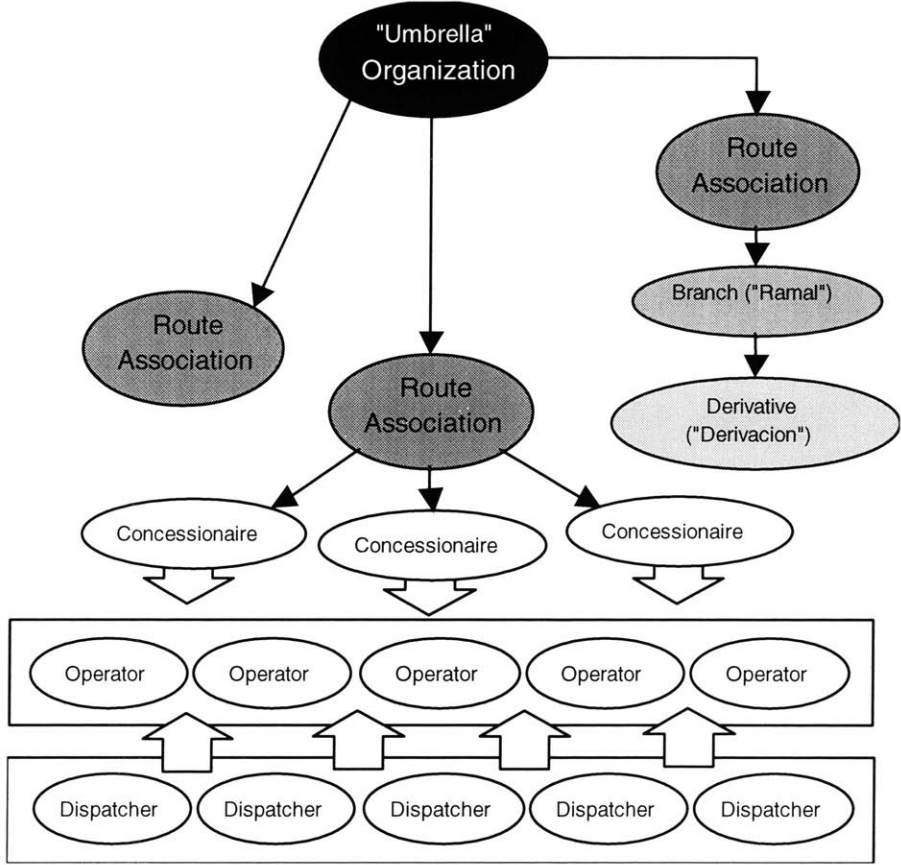 "Umbrella"
Organization
Route
Association
Branch ("Ramal")
Route
Association
Route
Association
Derivative
("Derivacion")
Concessionaire
Concessionaire
Concessionaire
Operator
Operator
Operator
Operator
Operator
Dispatcher
Dispatcher
Dispatcher
Dispatcher
Dispatcher